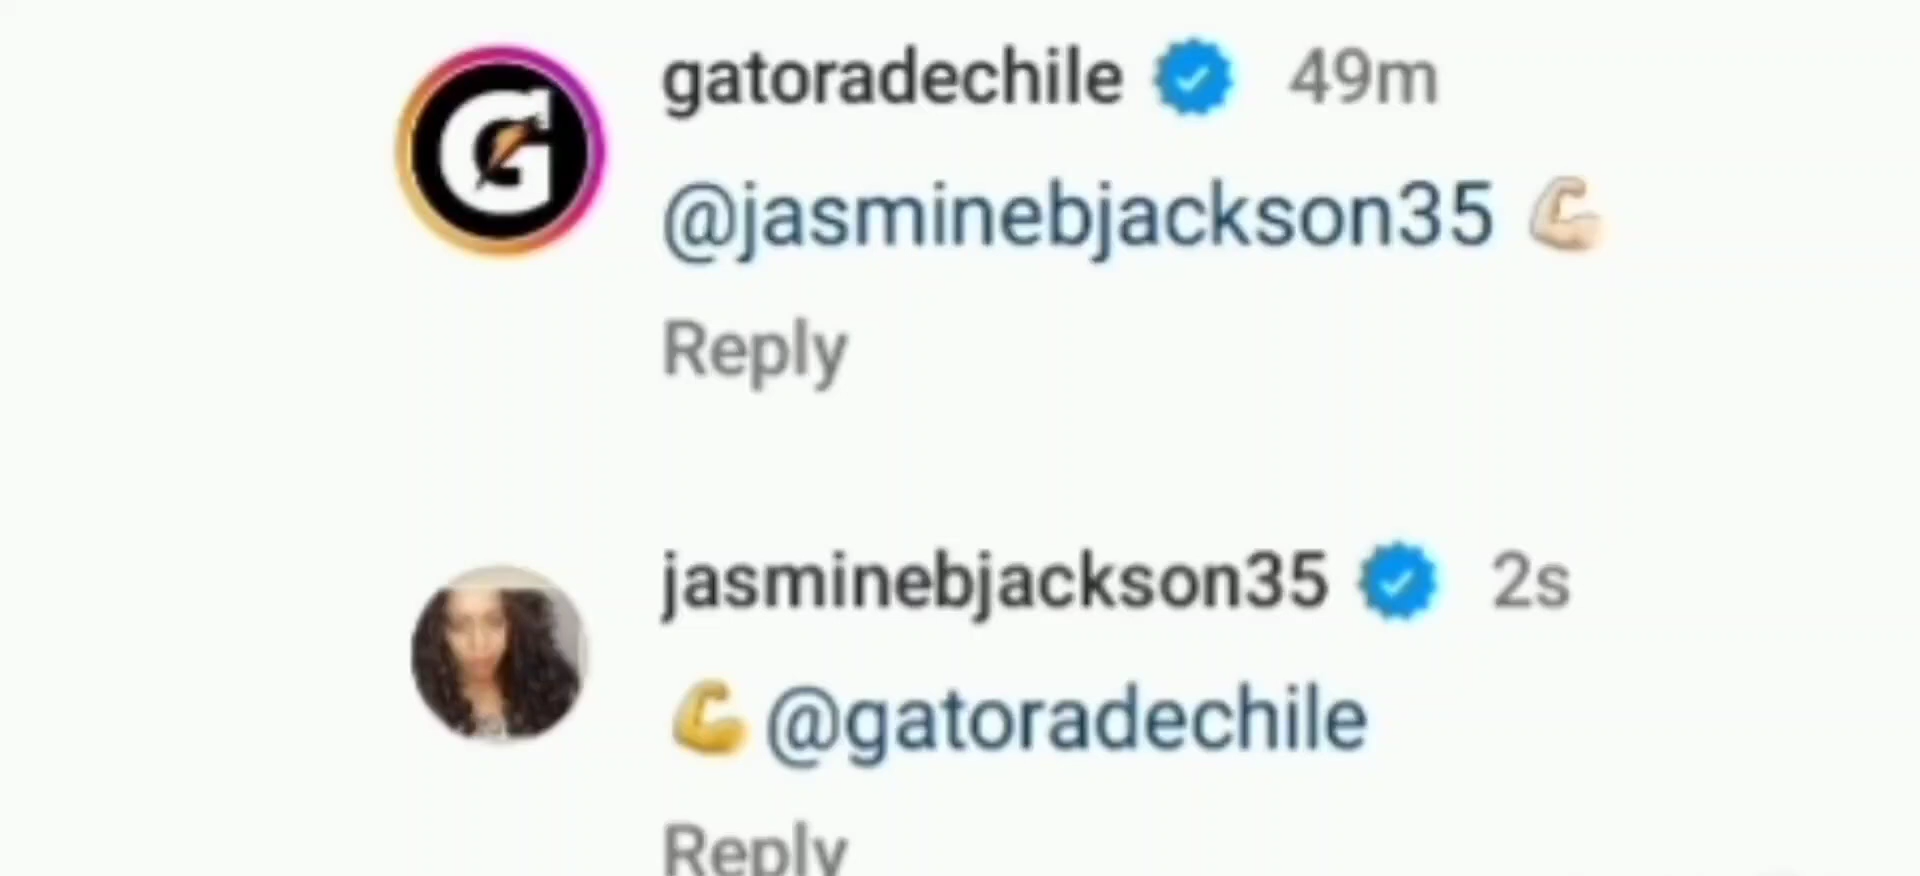 gatoradechile 49m
@jasminebjackson35 💪🏻
Reply
jasminebjackson35 2s
💪@gatoradechile
Reply